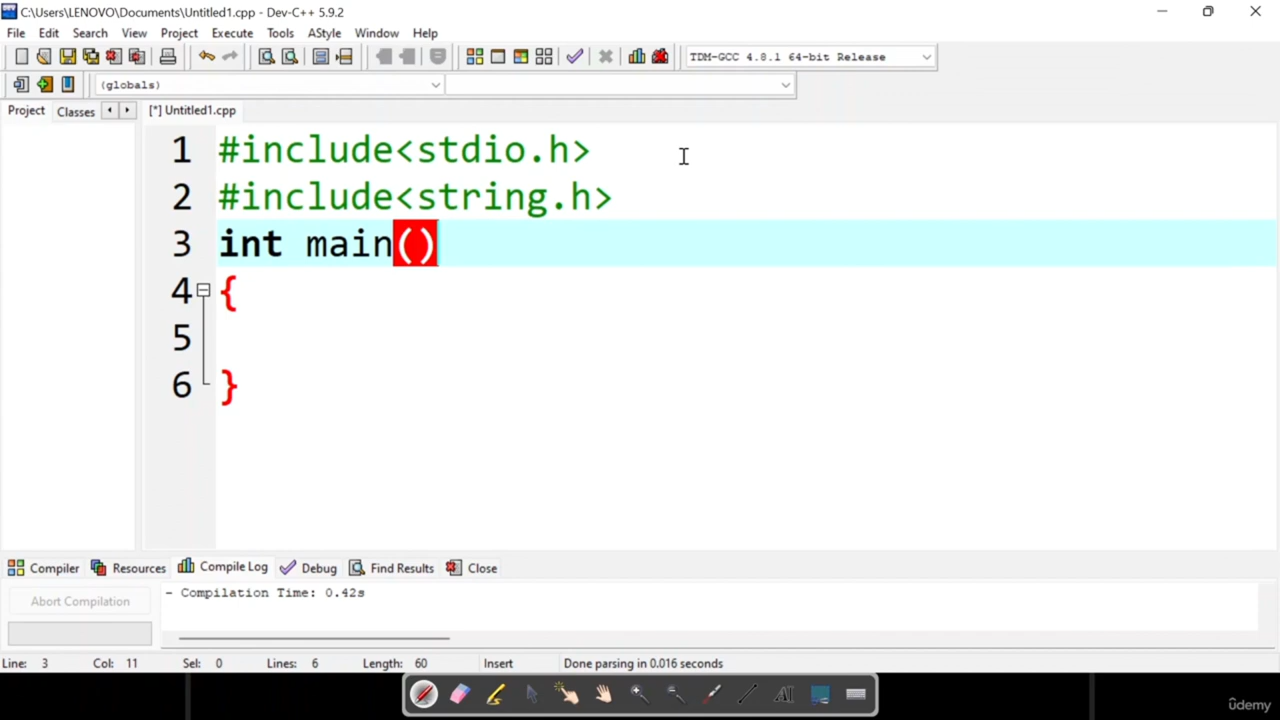 C:\Users\LENOVO\Documents\Untitled1.cpp - Dev-C++ 5.9.2
File Edit Search View Project Execute Tools AStyle Window Help
TDM-GCC 4.8.1 64-bit Release
(globals)
Project Classes [*] Untitled1.cpp
1 #include<stdio.h>
2 #include<string.h>
3 int main()
4 {
5
6 }
Compiler Resources Compile Log Debug Find Results Close
Abort Compilation
- Compilation Time: 0.42s
Line: 3 Col: 11 Sel: 0 Lines: 6 Length: 60 Insert Done parsing in 0.016 seconds
AI
ûdemy